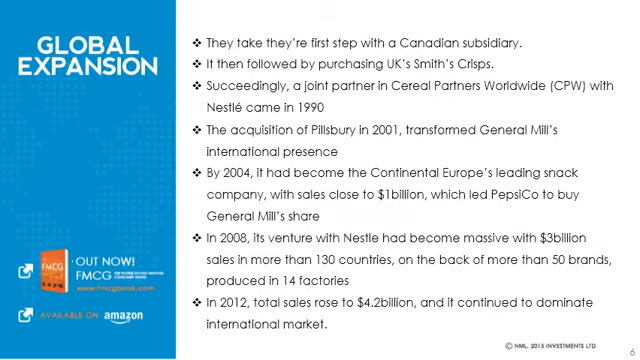 GLOBAL
EXPANSION
❖ They take they're first step with a Canadian subsidiary.
❖ It then followed by purchasing UK's Smith's Crisps.
❖ Succeedingly, a joint partner in Cereal Partners Worldwide (CPW) with
Nestlé came in 1990
❖ The acquisition of Pillsbury in 2001, transformed General Mill's
international presence
❖ By 2004, it had become the Continental Europe's leading snack
company, with sales close to $1billion, which led PepsiCo to buy
General Mill's share
❖ In 2008, its venture with Nestle had become massive with $3billion
sales in more than 130 countries, on the back of more than 50 brands,
produced in 14 factories
❖ In 2012, total sales rose to $4.2billion, and it continued to dominate
international market.
FMCG
OUT NOW!
FMCG
www.fmcgbook.com
AVAILABLE ON amazon
© NML, 2015 INVESTMENTS LTD
6